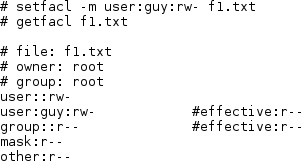 # setfacl -m user:guy:rw- f1.txt
# getfacl f1.txt
# file: f1.txt
# owner: root
# group: root
user::rw-
user:guy:rw- #effective:r--
group::r-- #effective:r--
mask:r--
other:r--